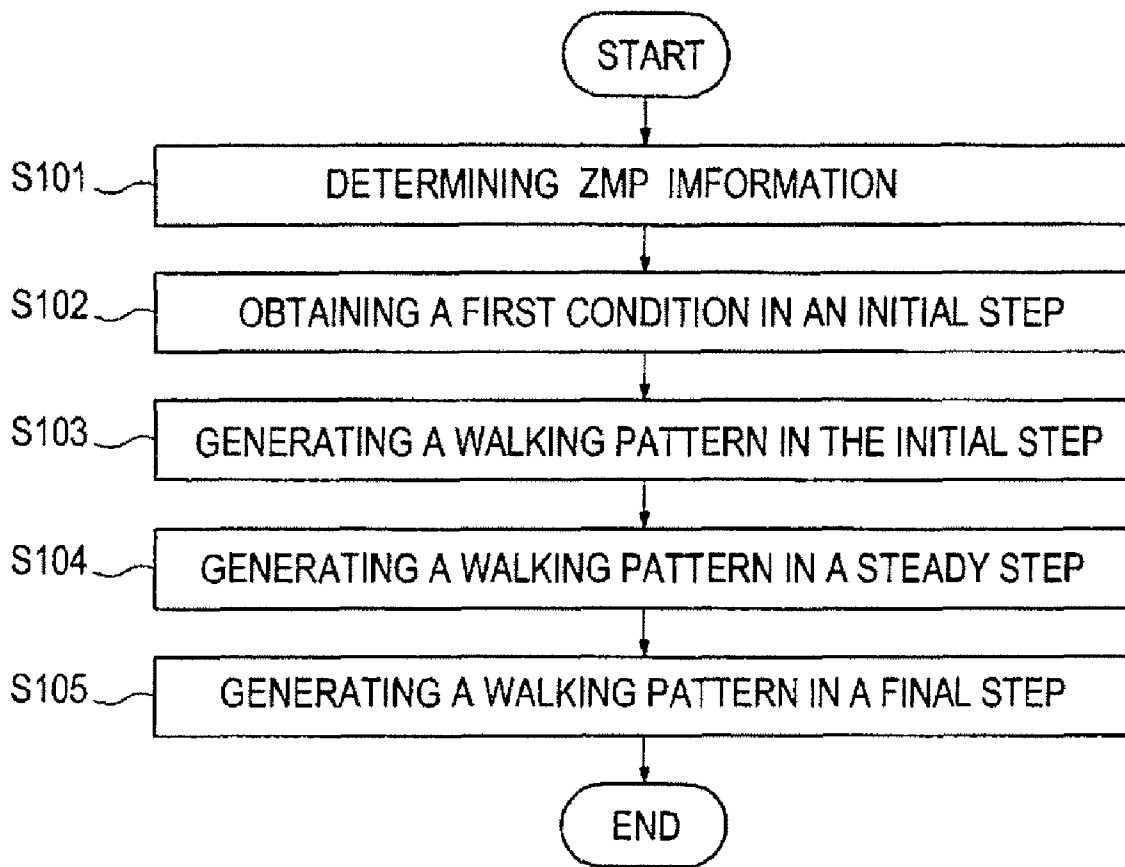 START
S101 DETERMINING ZMP IMFORMATION
S102 OBTAINING A FIRST CONDITION IN AN INITIAL STEP
S103 GENERATING A WALKING PATTERN IN THE INITIAL STEP
S104 GENERATING A WALKING PATTERN IN A STEADY STEP
S105 GENERATING A WALKING PATTERN IN A FINAL STEP
END